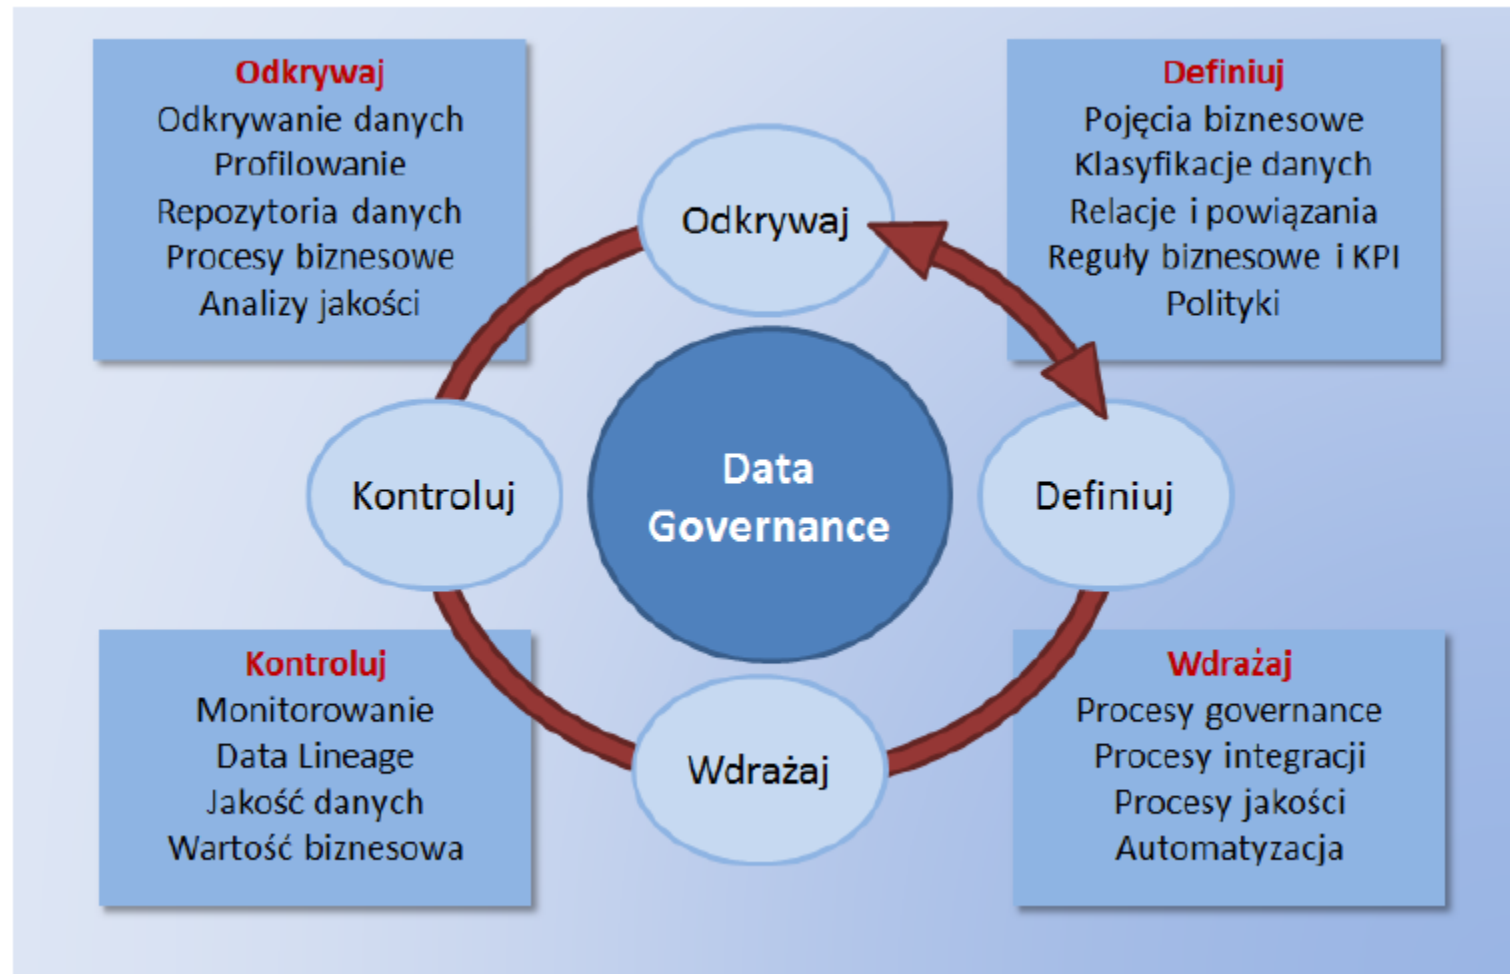 Odkrywaj
Odkrywanie danych
Profilowanie
Repozytoria danych
Procesy biznesowe
Analizy jakości
Definiuj
Pojęcia biznesowe
Klasyfikacje danych
Relacje i powiązania
Reguły biznesowe i KPI
Polityki
Odkrywaj
Kontroluj
Data
Governance
Definiuj
Wdrażaj
Kontroluj
Monitorowanie
Data Lineage
Jakość danych
Wartość biznesowa
Wdrażaj
Procesy governance
Procesy integracji
Procesy jakości
Automatyzacja